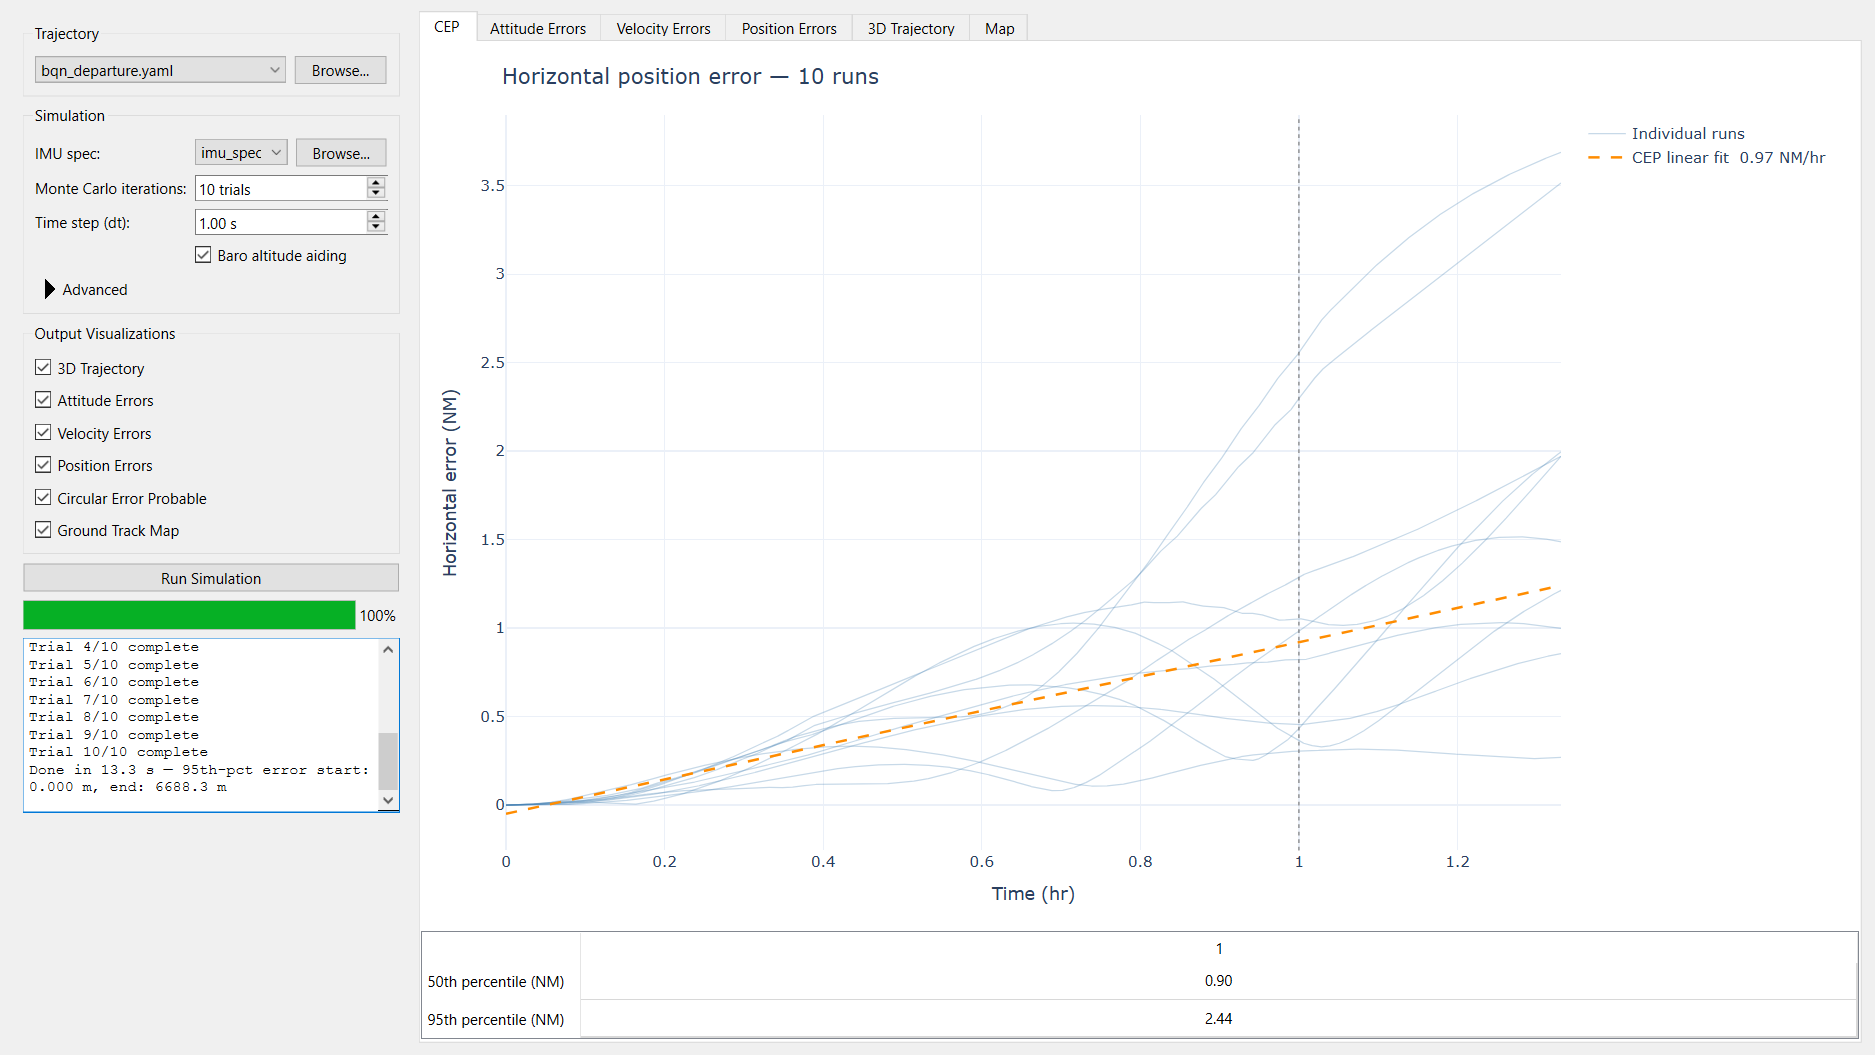 Trajectory
bqn_departure.yaml
Browse...
Simulation
IMU spec:
imu_spec
Browse...
Monte Carlo iterations:
10 trials
Time step (dt):
1.00 s
Baro altitude aiding
Advanced
Output Visualizations
3D Trajectory
Attitude Errors
Velocity Errors
Position Errors
Circular Error Probable
Ground Track Map
Run Simulation
100%
Trial 4/10 complete
Trial 5/10 complete
Trial 6/10 complete
Trial 7/10 complete
Trial 8/10 complete
Trial 9/10 complete
Trial 10/10 complete
Done in 13.3 s — 95th-pct error start:
0.000 m, end: 6688.3 m
CEP
Attitude Errors
Velocity Errors
Position Errors
3D Trajectory
Map
Horizontal position error — 10 runs
Individual runs
CEP linear fit 0.97 NM/hr
Horizontal error (NM)
3.5
3
2.5
2
1.5
1
0.5
0
0 0.2 0.4 0.6 0.8 1 1.2
Time (hr)
1
50th percentile (NM) 0.90
95th percentile (NM) 2.44